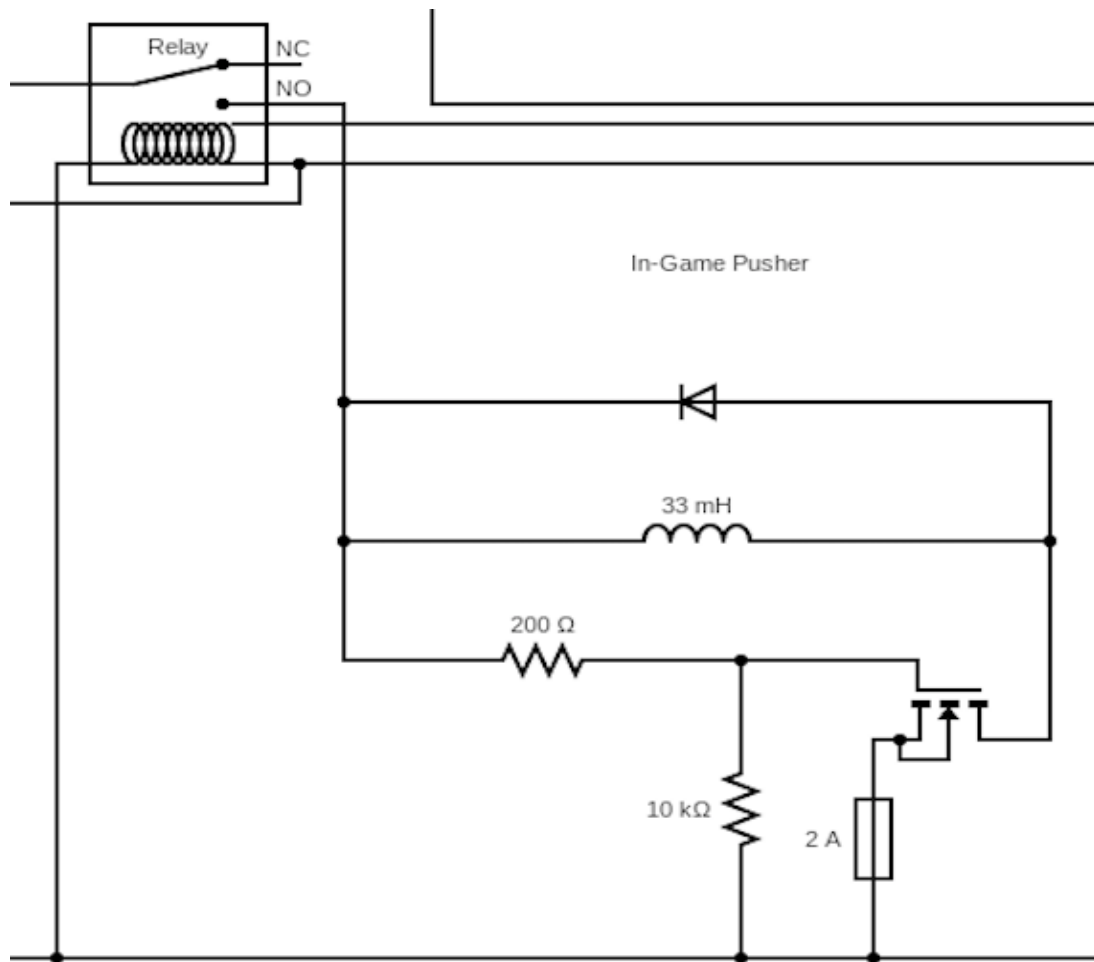 Relay
NC
NO
In-Game Pusher
33 mH
200 Ω
10 kΩ
2 A